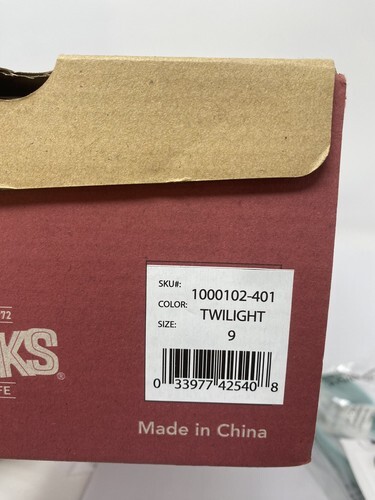 72
KS®
FE
SKU#: 1000102-401
COLOR: TWILIGHT
SIZE: 9
0 33977 42540 8
Made in China